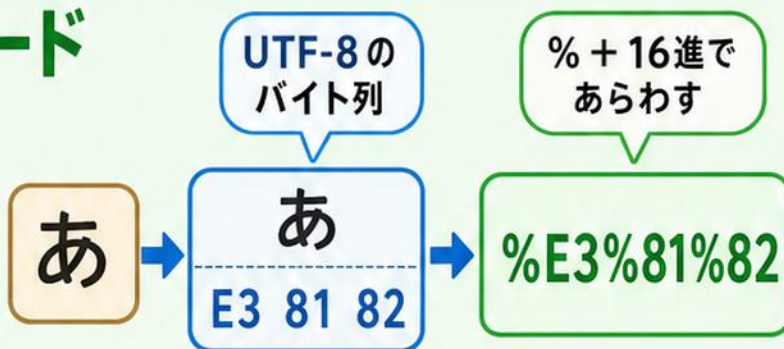 ード
UTF-8の
バイト列
% + 16進で
あらわす
あ
あ
E3 81 82
%E3%81%82